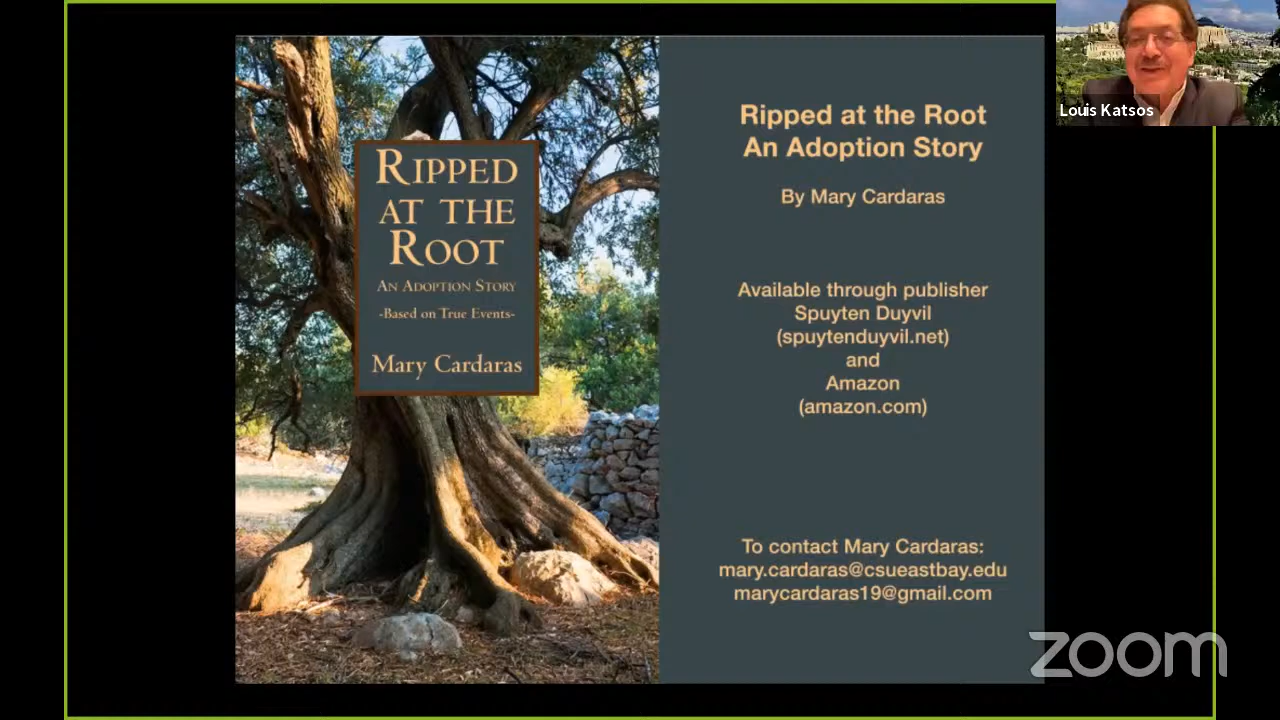 RIPPED
AT THE
ROOT
AN ADOPTION STORY
-Based on True Events-
Mary Cardaras
Ripped at the Root
An Adoption Story
By Mary Cardaras
Available through publisher
Spuyten Duyvil
(spuytenduyvil.net)
and
Amazon
(amazon.com)
To contact Mary Cardaras:
mary.cardaras@csueastbay.edu
marycardaras19@gmail.com
Louis Katsos
zoom